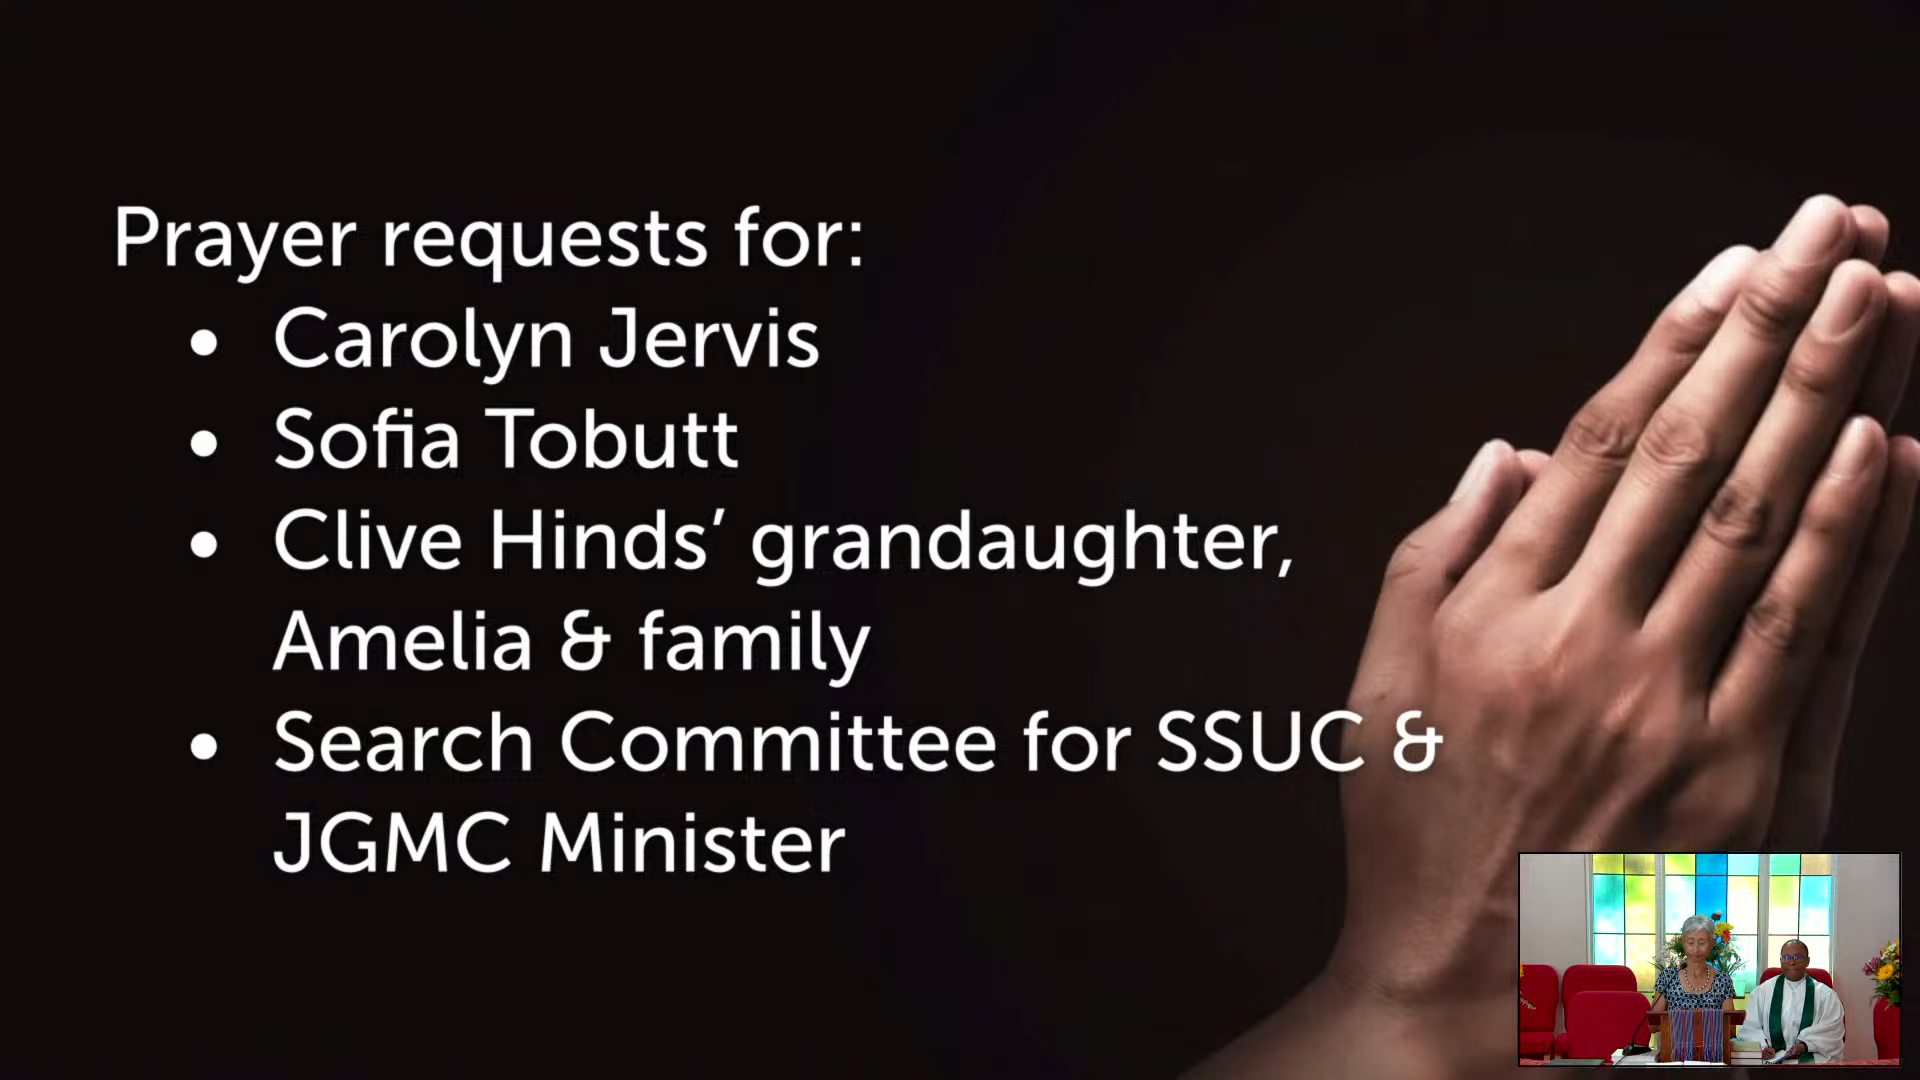 Prayer requests for:
• Carolyn Jervis
• Sofia Tobutt
• Clive Hinds’ grandaughter,
Amelia & family
• Search Committee for SSUC &
JGMC Minister